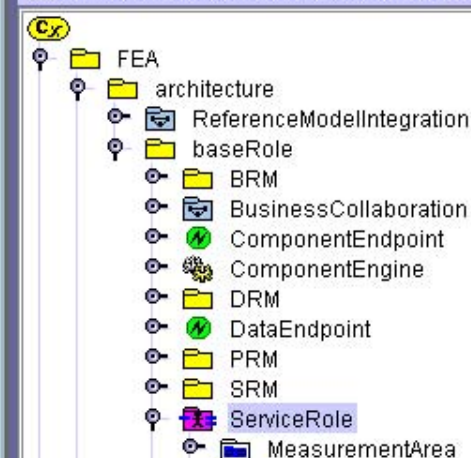 Cx
FEA
architecture
ReferenceModelIntegration
baseRole
BRM
BusinessCollaboration
ComponentEndpoint
ComponentEngine
DRM
DataEndpoint
PRM
SRM
ServiceRole
MeasurementArea